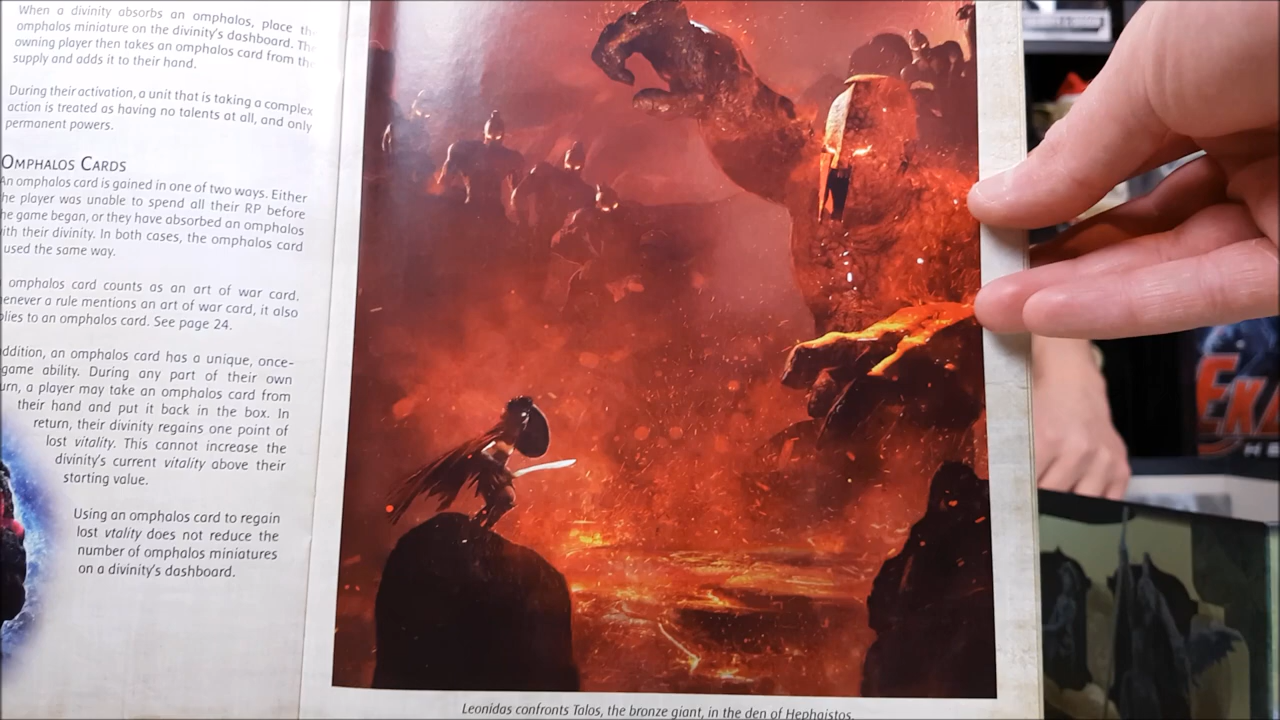 When a divinity absorbs an omphalos, place
omphalos miniature on the divinity's dashboard.
owning player then takes an omphalos card from
supply and adds it to their hand.
During their activation, a unit that is taking a complex
action is treated as having no talents at all, and only
permanent powers.
OMPHALOS CARDS
An omphalos card is gained in one of two ways. Either
he player was unable to spend all their RP before
he game began, or they have absorbed an omphalos
ith their divinity. In both cases, the omphalos card
used the same way.
omphalos card counts as an art of war card.
enever a rule mentions an art of war card, it also
plies to an omphalos card. See page 24.
ddition, an omphalos card has a unique, once-
game ability. During any part of their own
urn, a player may take an omphalos card from
their hand and put it back in the box. In
return, their divinity regains one point of
lost vitality. This cannot increase the
divinity's current vitality above their
starting value.
Using an omphalos card to regain
lost vtality does not reduce the
number of omphalos miniatures
on a divinity's dashboard.
Leonidas confronts Talos, the bronze giant, in the den of Hephaistos.